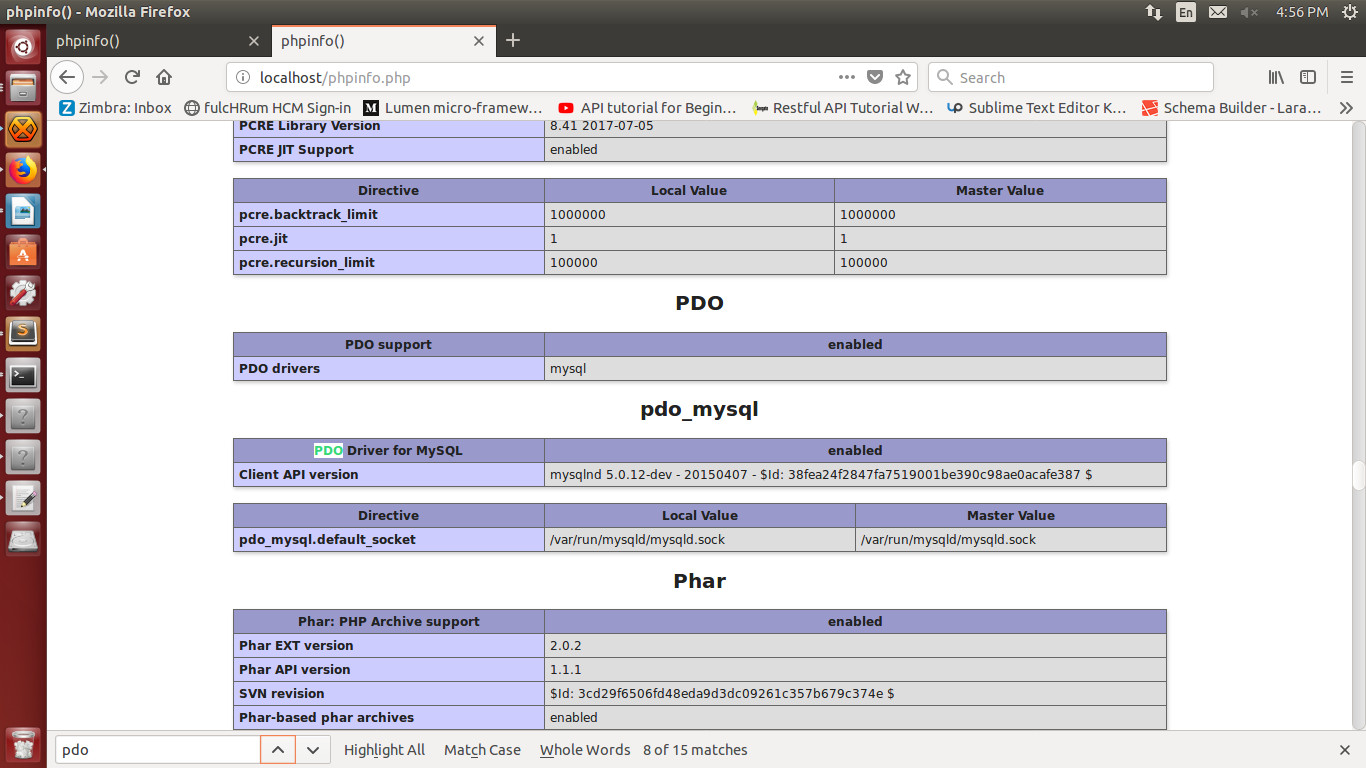 phpinfo() - Mozilla Firefox
En
4:56 PM
phpinfo()
phpinfo()
localhost/phpinfo.php
Search
Zimbra: Inbox
fulcHRum HCM Sign-in
Lumen micro-framew...
API tutorial for Begin...
Restful API Tutorial W...
Sublime Text Editor K...
Schema Builder - Lara...
PCRE Library Version 8.41 2017-07-05
PCRE JIT Support enabled
Directive Local Value Master Value
pcre.backtrack_limit 1000000 1000000
pcre.jit 1 1
pcre.recursion_limit 100000 100000
PDO
PDO support enabled
PDO drivers mysql
pdo_mysql
PDO Driver for MySQL enabled
Client API version mysqlnd 5.0.12-dev - 20150407 - $Id: 38fea24f2847fa7519001be390c98ae0acafe387 $
Directive Local Value Master Value
pdo_mysql.default_socket /var/run/mysqld/mysqld.sock /var/run/mysqld/mysqld.sock
Phar
Phar: PHP Archive support enabled
Phar EXT version 2.0.2
Phar API version 1.1.1
SVN revision $Id: 3cd29f6506fd48eda9d3dc09261c357b679c374e $
Phar-based phar archives enabled
pdo
Highlight All
Match Case
Whole Words
8 of 15 matches